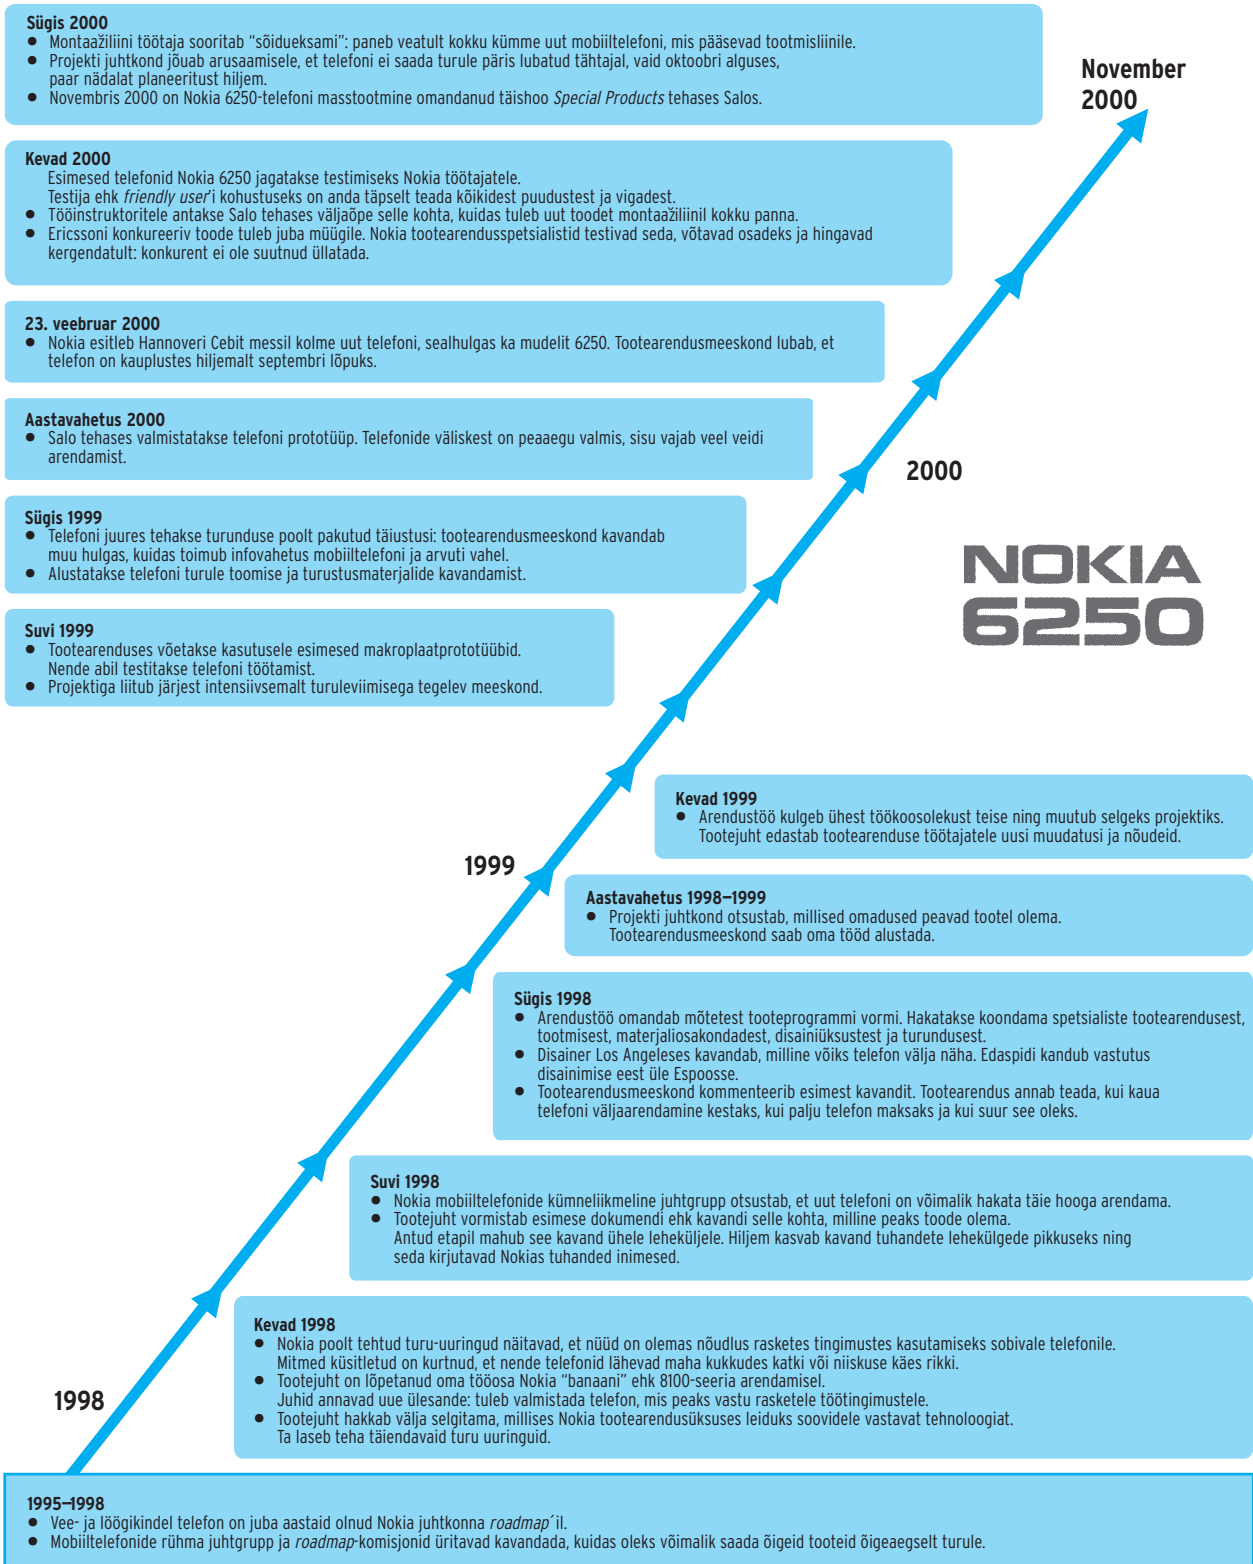 Sügis 2000
● Montaažiliini töötaja sooritab “sõidueksami”: paneb veatult kokku kümme uut mobiiltelefoni, mis pääsevad tootmisliinile.
● Projekti juhtkond jõuab arusaamisele, et telefoni ei saada turule päris lubatud tähtajal, vaid oktoobri alguses,
paar nädalat planeeritust hiljem.
● Novembris 2000 on Nokia 6250-telefoni masstootmine omandanud täishoo Special Products tehases Salos.
November
2000
Kevad 2000
Esimesed telefonid Nokia 6250 jagatakse testimiseks Nokia töötajatele.
Testija ehk friendly user’i kohustuseks on anda täpselt teada kõikidest puudustest ja vigadest.
● Tööinstruktoritele antakse Salo tehases väljaõpe selle kohta, kuidas tuleb uut toodet montaažiliinil kokku panna.
● Ericssoni konkureeriv toode tuleb juba müügile. Nokia tootearendusspetsialistid testivad seda, võtavad osadeks ja hingavad
kergendatult: konkurent ei ole suutnud üllatada.
23. veebruar 2000
● Nokia esitleb Hannoveri Cebit messil kolme uut telefoni, sealhulgas ka mudelit 6250. Tootearendusmeeskond lubab, et
telefon on kauplustes hiljemalt septembri lõpuks.
Aastavahetus 2000
● Salo tehases valmistatakse telefoni prototüüp. Telefonide väliskest on peaaegu valmis, sisu vajab veel veidi
arendamist.
2000
Sügis 1999
● Telefoni juures tehakse turunduse poolt pakutud täiustusi: tootearendusmeeskond kavandab
muu hulgas, kuidas toimub infovahetus mobiiltelefoni ja arvuti vahel.
● Alustatakse telefoni turule toomise ja turustusmaterjalide kavandamist.
NOKIA
6250
Suvi 1999
● Tootearenduses võetakse kasutusele esimesed makroplaatprototüübid.
Nende abil testitakse telefoni töötamist.
● Projektiga liitub järjest intensiivsemalt turuleviimisega tegelev meeskond.
Kevad 1999
● Arendustöö kulgeb ühest töökoosolekust teise ning muutub selgeks projektiks.
Tootejuht edastab tootearenduse töötajatele uusi muudatusi ja nõudeid.
1999
Aastavahetus 1998–1999
● Projekti juhtkond otsustab, millised omadused peavad tootel olema.
Tootearendusmeeskond saab oma tööd alustada.
Sügis 1998
● Arendustöö omandab mõtetest tooteprogrammi vormi. Hakatakse koondama spetsialiste tootearendusest,
tootmisest, materjaliosakondadest, disainiüksustest ja turundusest.
● Disainer Los Angeleses kavandab, milline võiks telefon välja näha. Edaspidi kandub vastutus
disainimise eest üle Espoosse.
● Tootearendusmeeskond kommenteerib esimest kavandit. Tootearendus annab teada, kui kaua
telefoni väljaarendamine kestaks, kui palju telefon maksaks ja kui suur see oleks.
Suvi 1998
● Nokia mobiiltelefonide kümneliikmeline juhtgrupp otsustab, et uut telefoni on võimalik hakata täie hooga arendama.
● Tootejuht vormistab esimese dokumendi ehk kavandi selle kohta, milline peaks toode olema.
Antud etapil mahub see kavand ühele leheküljele. Hiljem kasvab kavand tuhandete lehekülgede pikkuseks ning
seda kirjutavad Nokias tuhanded inimesed.
Kevad 1998
● Nokia poolt tehtud turu-uuringud näitavad, et nüüd on olemas nõudlus rasketes tingimustes kasutamiseks sobivale telefonile.
Mitmed küsitletud on kurtnud, et nende telefonid lähevad maha kukkudes katki või niiskuse käes rikki.
● Tootejuht on lõpetanud oma tööosa Nokia “banaani” ehk 8100-seeria arendamisel.
Juhid annavad uue ülesande: tuleb valmistada telefon, mis peaks vastu rasketele töötingimustele.
● Tootejuht hakkab välja selgitama, millises Nokia tootearendusüksuses leiduks soovidele vastavat tehnoloogiat.
Ta laseb teha täiendavaid turu uuringuid.
1998
1995–1998
● Vee- ja löögikindel telefon on juba aastaid olnud Nokia juhtkonna roadmap´il.
● Mobiiltelefonide rühma juhtgrupp ja roadmap-komisjonid üritavad kavandada, kuidas oleks võimalik saada õigeid tooteid õigeaegselt turule.